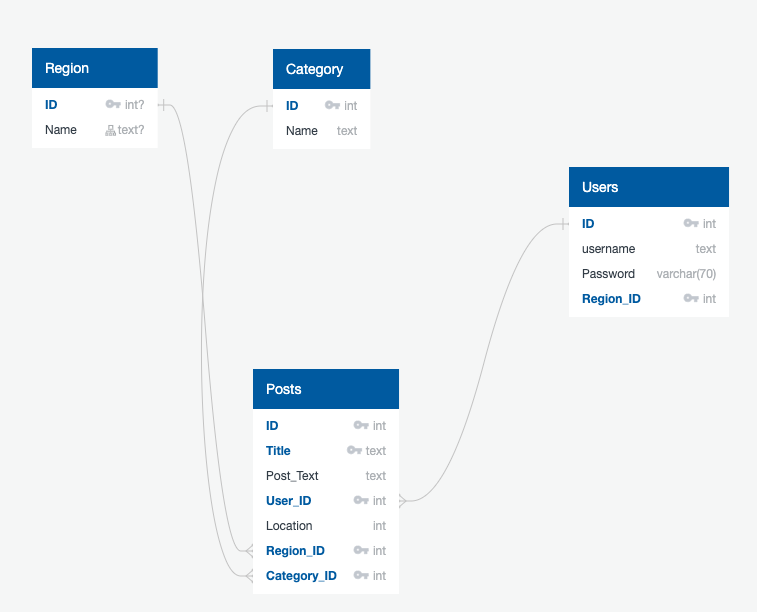 Region
ID int?
Name text?
Category
ID int
Name text
Users
ID int
username text
Password varchar(70)
Region_ID int
Posts
ID int
Title text
Post_Text text
User_ID int
Location int
Region_ID int
Category_ID int